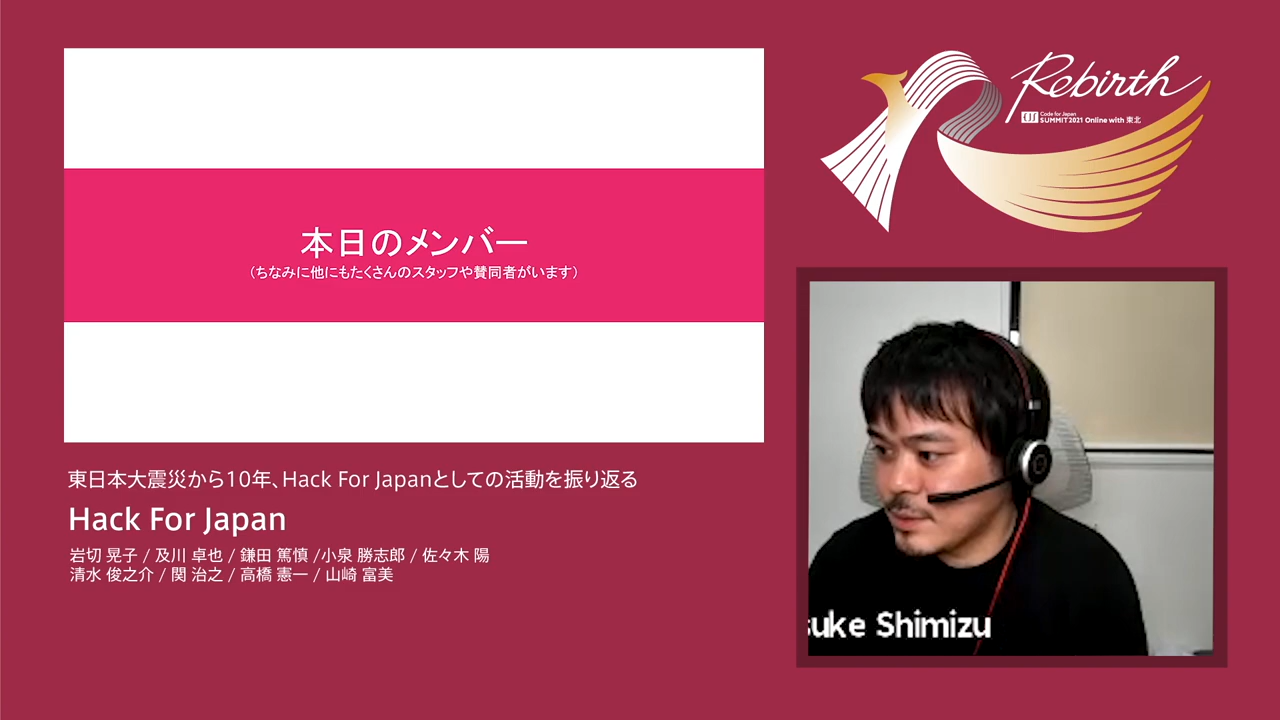 本日のメンバー
（ちなみに他にもたくさんのスタッフや賛同者がいます）
Rebirth
Code for Japan
SUMMIT2021 Online with 東北
東日本大震災から10年、Hack For Japanとしての活動を振り返る
Hack For Japan
岩切 晃子 / 及川 卓也 / 鎌田 篤慎 /小泉 勝志郎 / 佐々木 陽
清水 俊之介 / 関 治之 / 高橋 憲一 / 山崎 富美
suke Shimizu